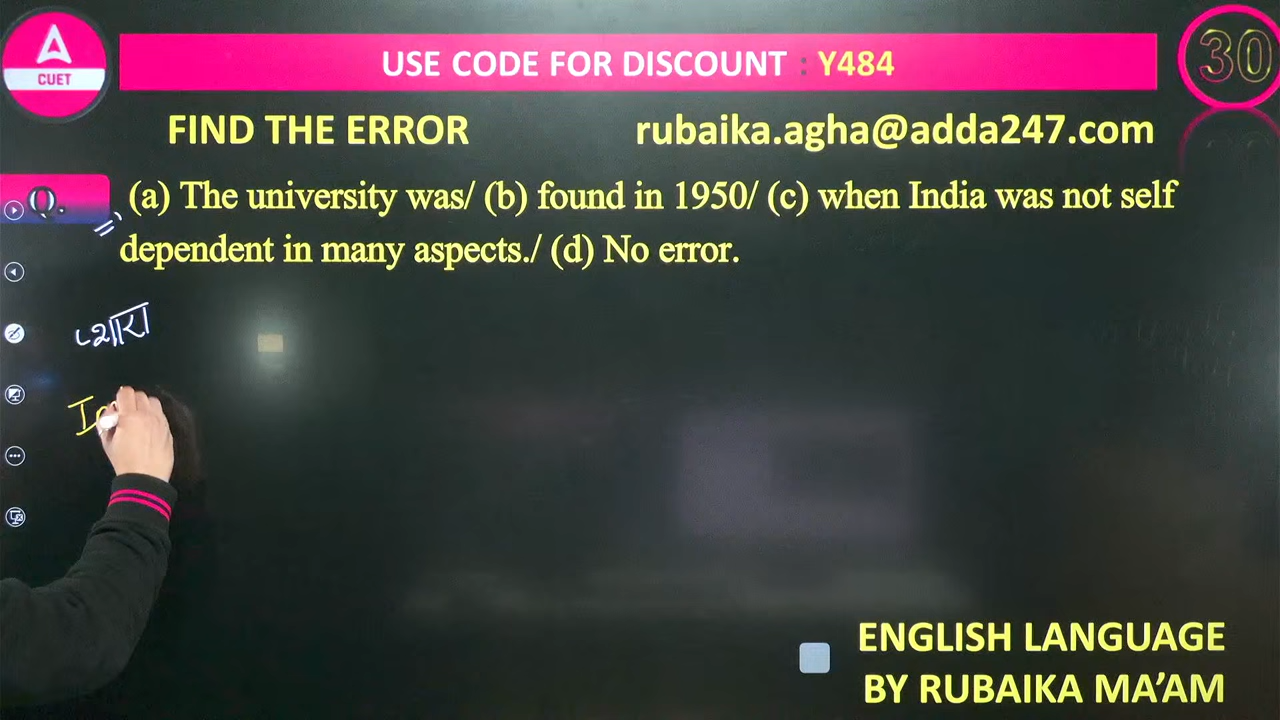 A
CUET
USE CODE FOR DISCOUNT : Y484
30
FIND THE ERROR
rubaika.agha@adda247.com
Q. (a) The university was/ (b) found in 1950/ (c) when India was not self
dependent in many aspects./ (d) No error.
ENGLISH LANGUAGE
BY RUBAIKA MA’AM